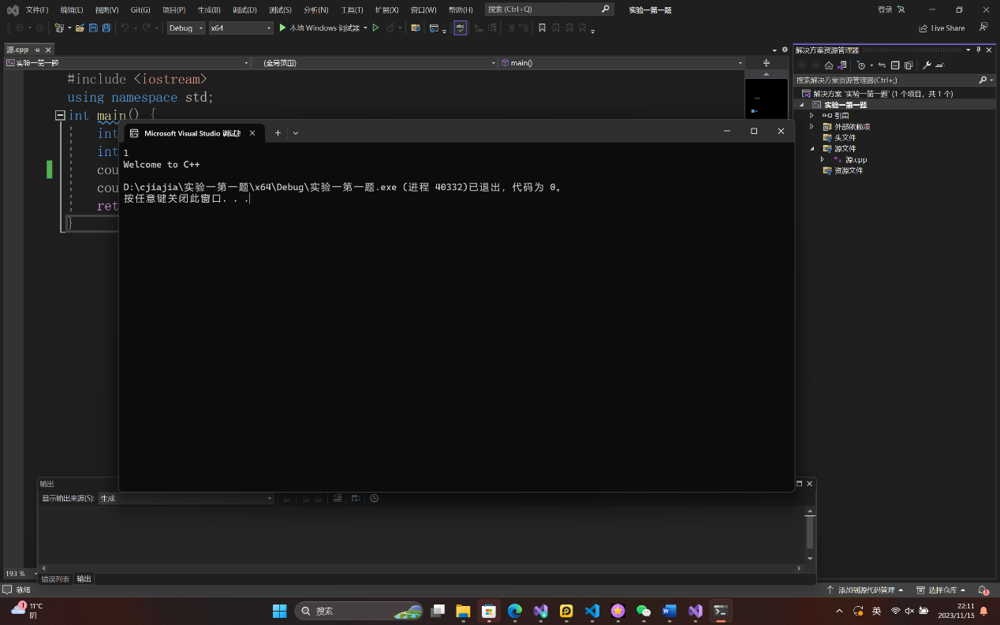 文件(F) 编辑(E) 视图(V) Git(G) 项目(P) 生成(B) 调试(D) 测试(S) 分析(N) 工具(T) 扩展(X) 窗口(W) 帮助(H) 搜索 (Ctrl+Q) 实验一第一题 登录
Debug x64 本地 Windows 调试器 Live Share
源.cpp
实验一第一题 (全局范围) main()
#include <iostream>
using namespace std;
int main() {
int
int
cou
cou
ret
}
Microsoft Visual Studio 调试
1
Welcome to C++
D:\cjiajia\实验一第一题\x64\Debug\实验一第一题.exe (进程 40332)已退出，代码为 0。
按任意键关闭此窗口. . .
解决方案资源管理器
搜索解决方案资源管理器(Ctrl+;)
解决方案 '实验一第一题' (1 个项目，共 1 个)
实验一第一题
引用
外部依赖项
头文件
源文件
源.cpp
资源文件
输出
显示输出来源(S): 生成
193 %
错误列表 输出
就绪 添加到源代码管理 选择仓库 1
1 11°C
阴
搜索
英
22:11
2023/11/15